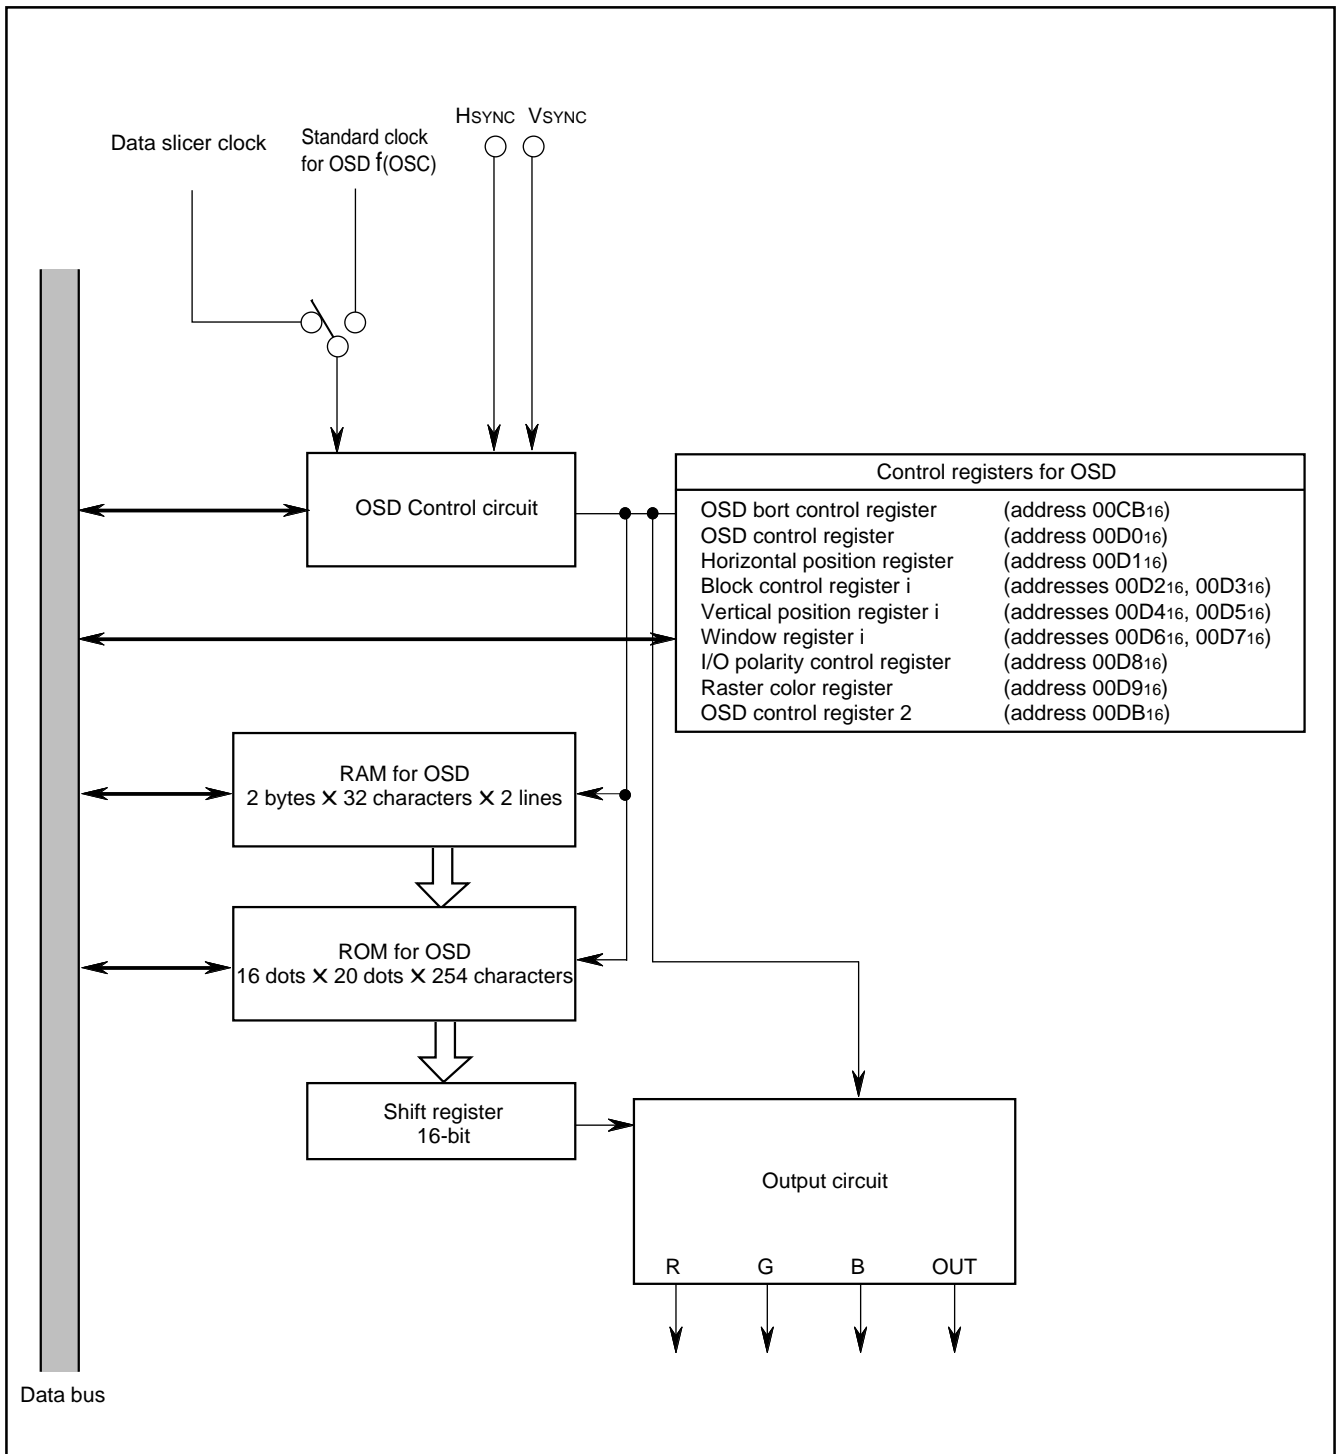 HSYNC VSYNC
Data slicer clock
Standard clock
for OSD f(OSC)
OSD Control circuit
Control registers for OSD
OSD bort control register (address 00CB16)
OSD control register (address 00D016)
Horizontal position register (address 00D116)
Block control register i (addresses 00D216, 00D316)
Vertical position register i (addresses 00D416, 00D516)
Window register i (addresses 00D616, 00D716)
I/O polarity control register (address 00D816)
Raster color register (address 00D916)
OSD control register 2 (address 00DB16)
RAM for OSD
2 bytes × 32 characters × 2 lines
ROM for OSD
16 dots × 20 dots × 254 characters
Shift register
16-bit
Output circuit
R G B OUT
Data bus